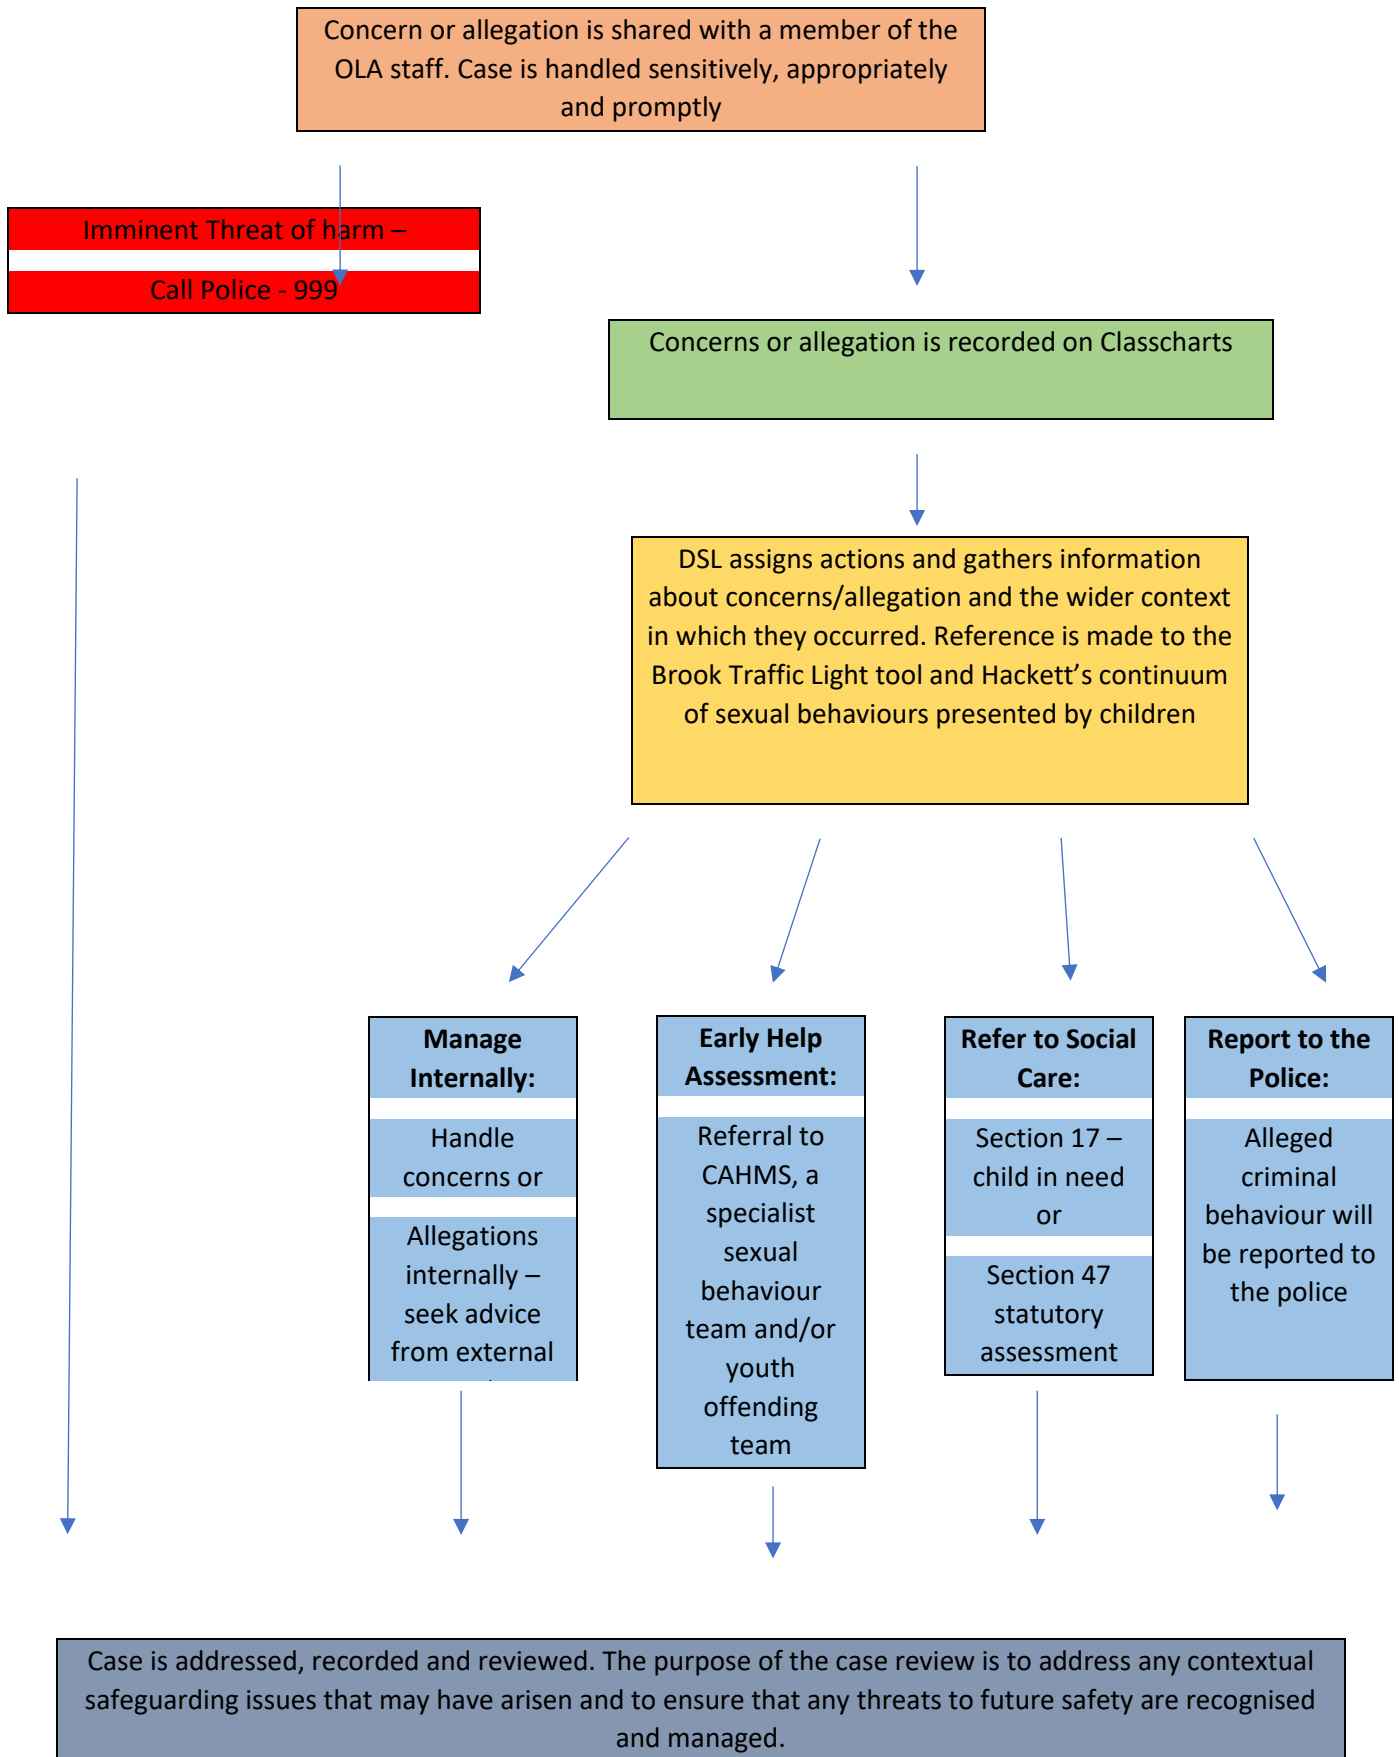 Concern or allegation is shared with a member of the
OLA staff. Case is handled sensitively, appropriately
and promptly
Imminent Threat of harm –
Call Police - 999
Concerns or allegation is recorded on Classcharts
DSL assigns actions and gathers information
about concerns/allegation and the wider context
in which they occurred. Reference is made to the
Brook Traffic Light tool and Hackett’s continuum
of sexual behaviours presented by children
Manage
Internally:
Handle
concerns or
Allegations
internally –
seek advice
from external
Early Help
Assessment:
Referral to
CAHMS, a
specialist
sexual
behaviour
team and/or
youth
offending
team
Refer to Social
Care:
Section 17 –
child in need
or
Section 47
statutory
assessment
Report to the
Police:
Alleged
criminal
behaviour will
be reported to
the police
Case is addressed, recorded and reviewed. The purpose of the case review is to address any contextual
safeguarding issues that may have arisen and to ensure that any threats to future safety are recognised
and managed.